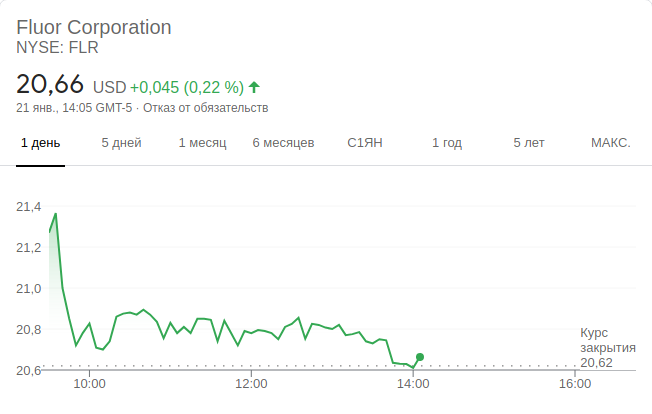 Fluor Corporation
NYSE: FLR
20,66 USD +0,045 (0,22 %)
21 янв., 14:05 GMT-5 · Отказ от обязательств
1 день 5 дней 1 месяц 6 месяцев С1ЯН 1 год 5 лет МАКС.
21,4
21,2
21,0
20,8
Курс
закрытия
20,62
20,6
10:00 12:00 14:00 16:00